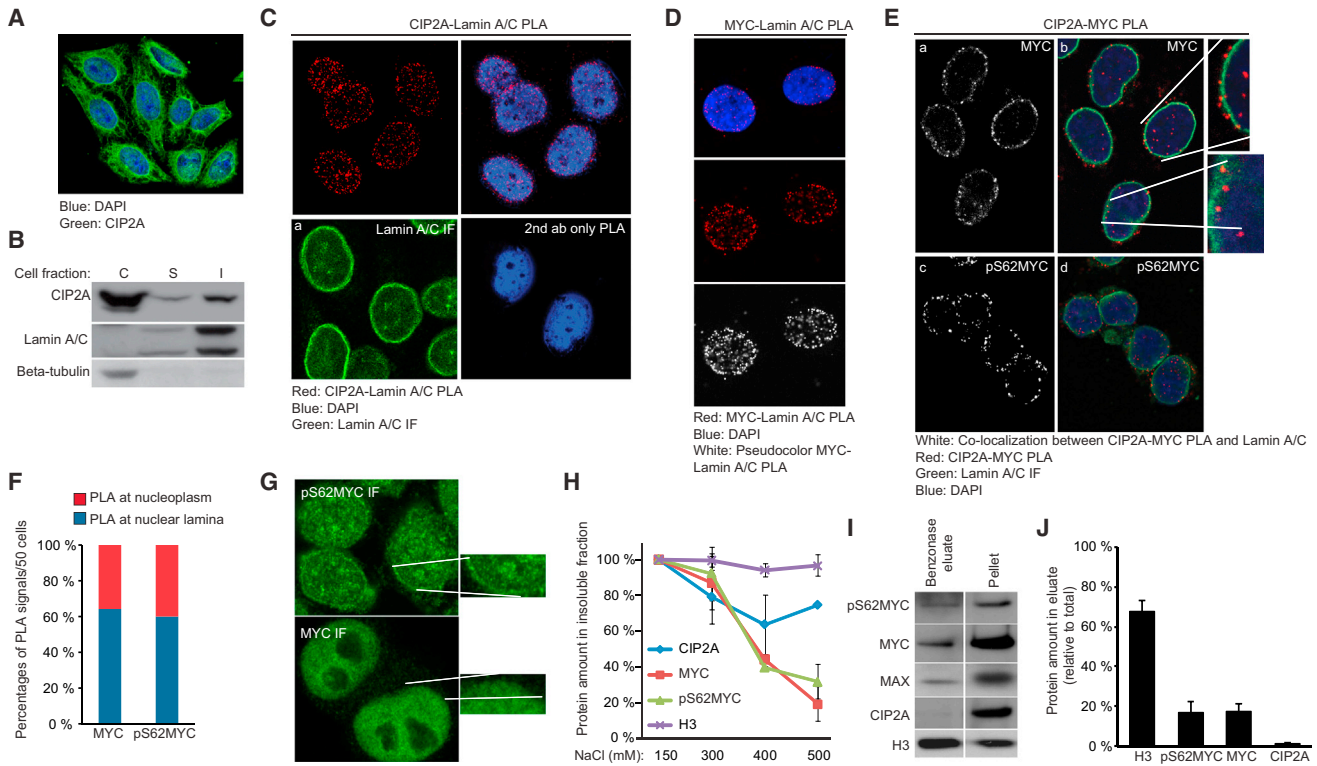 A
Blue: DAPI
Green: CIP2A
B
Cell fraction: C S I
CIP2A
Lamin A/C
Beta-tubulin
C
CIP2A-Lamin A/C PLA
a
Lamin A/C IF
2nd ab only PLA
Red: CIP2A-Lamin A/C PLA
Blue: DAPI
Green: Lamin A/C IF
D
MYC-Lamin A/C PLA
Red: MYC-Lamin A/C PLA
Blue: DAPI
White: Pseudocolor MYC-
Lamin A/C PLA
E
CIP2A-MYC PLA
a
MYC
b
MYC
c
pS62MYC
d
pS62MYC
White: Co-localization between CIP2A-MYC PLA and Lamin A/C
Red: CIP2A-MYC PLA
Green: Lamin A/C IF
Blue: DAPI
F
PLA at nucleoplasm
PLA at nuclear lamina
Percentages of PLA signals/50 cells
100 %
80 %
60 %
40 %
20 %
0 %
MYC pS62MYC
G
pS62MYC IF
MYC IF
H
Protein amount in insoluble fraction
100 %
80 %
60 %
40 %
20 %
0 %
CIP2A
MYC
pS62MYC
H3
NaCl (mM): 150 300 400 500
I
Benzonase
eluate
Pellet
pS62MYC
MYC
MAX
CIP2A
H3
J
Protein amount in eluate
(relative to total)
100 %
80 %
60 %
40 %
20 %
0 %
H3 pS62MYC MYC CIP2A